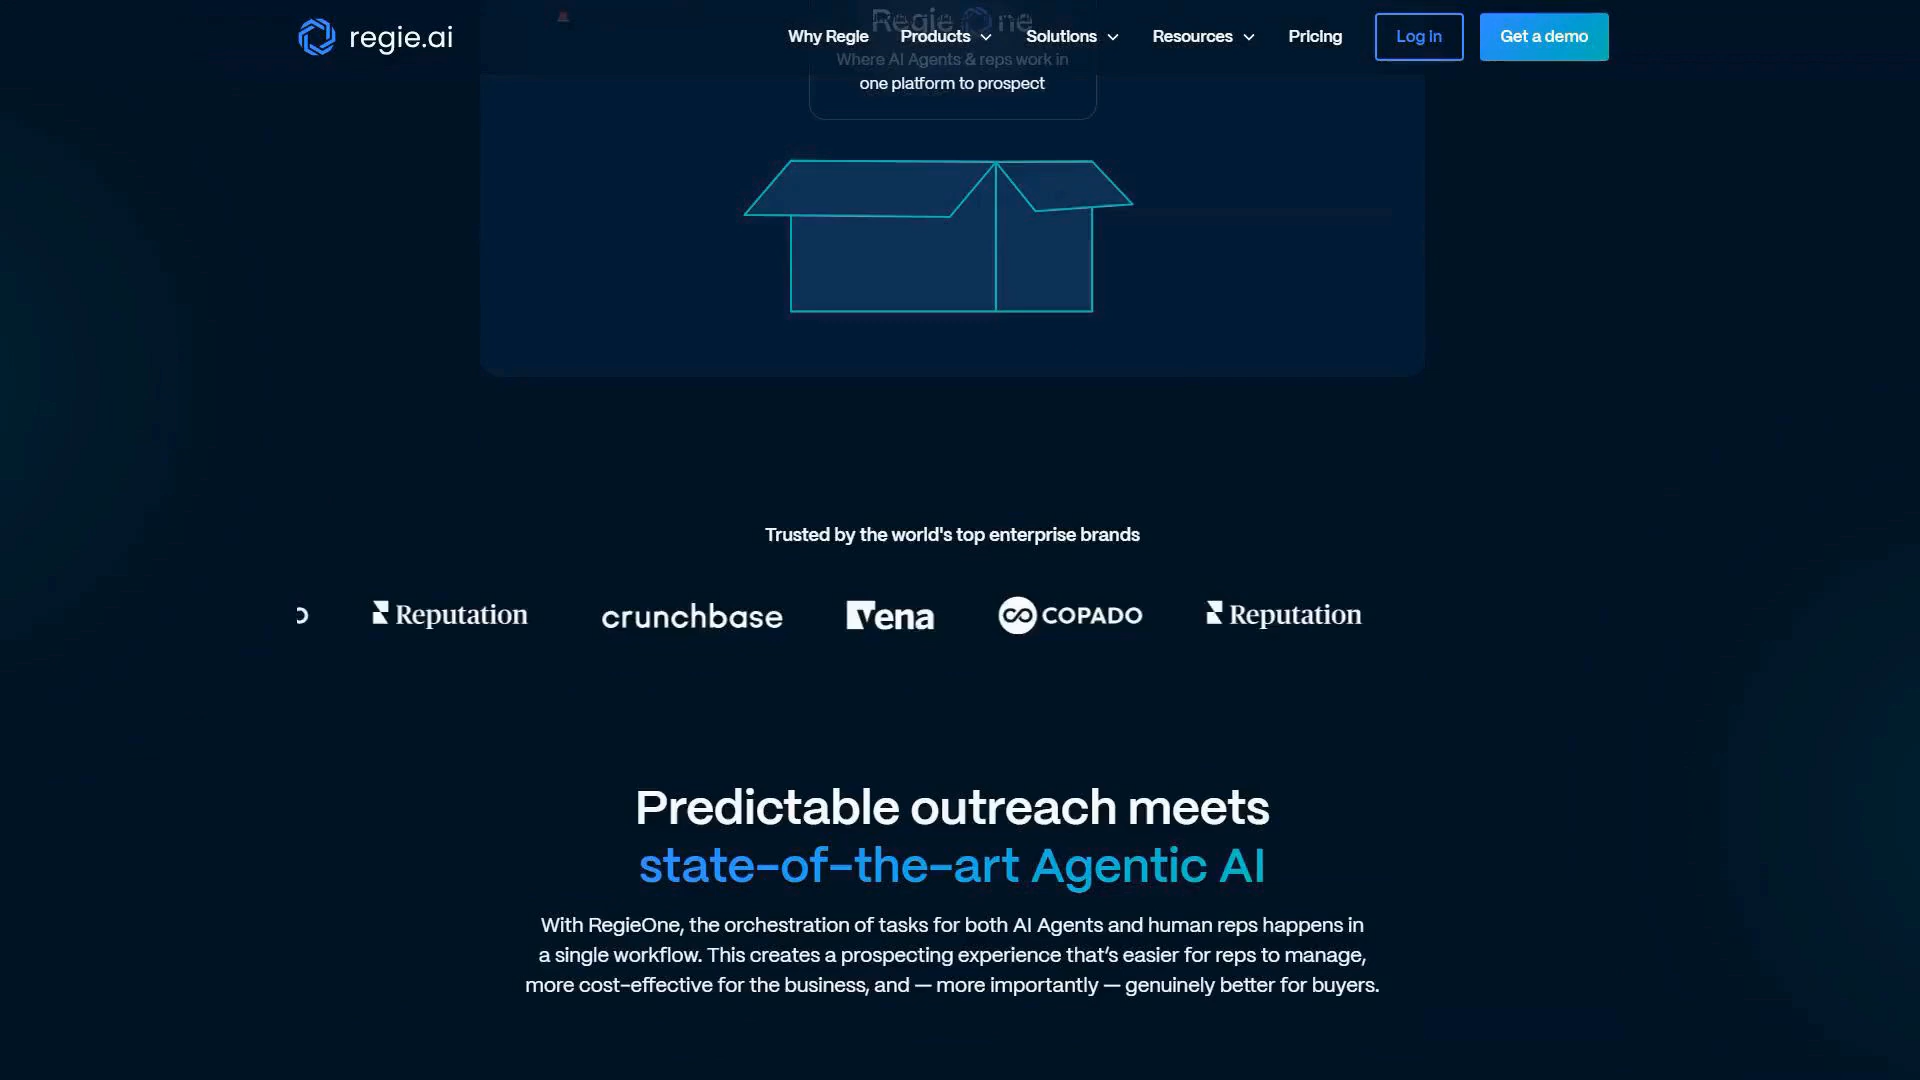 regie.ai
Why Regie Products Solutions Resources Pricing Log in Get a demo
Regie One
Where AI Agents & reps work in
one platform to prospect
Trusted by the world's top enterprise brands
Reputation crunchbase Vena COPADO Reputation
Predictable outreach meets
state-of-the-art Agentic AI
With RegieOne, the orchestration of tasks for both AI Agents and human reps happens in
a single workflow. This creates a prospecting experience that’s easier for reps to manage,
more cost-effective for the business, and — more importantly — genuinely better for buyers.